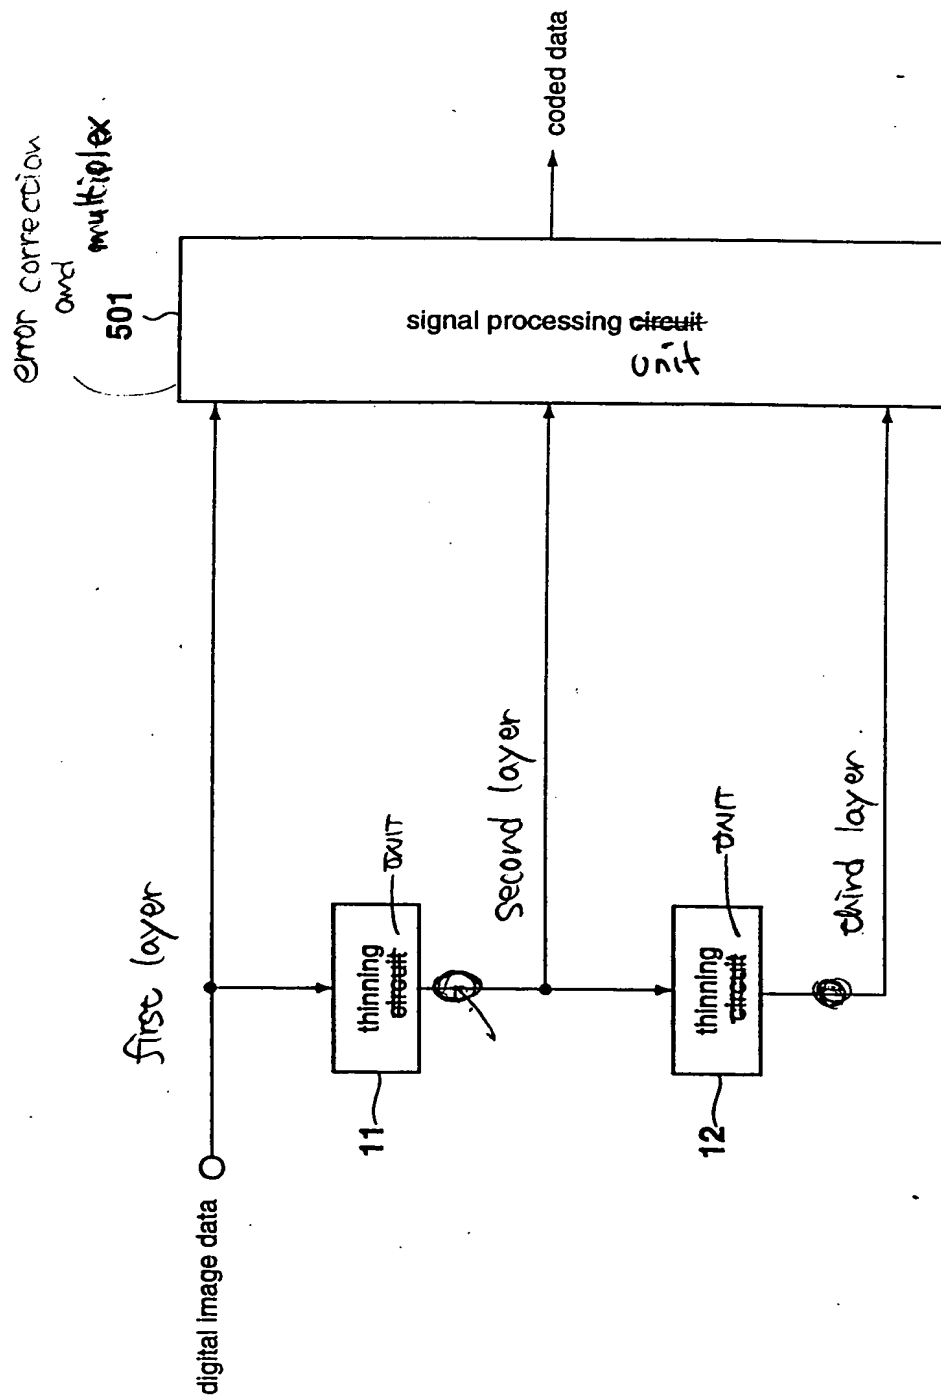 error correction
and
multiplex
501
signal processing circuit
unit
coded data
digital image data
first layer
11
thinning
circuit
UNIT
second layer
12
thinning
circuit
UNIT
third layer